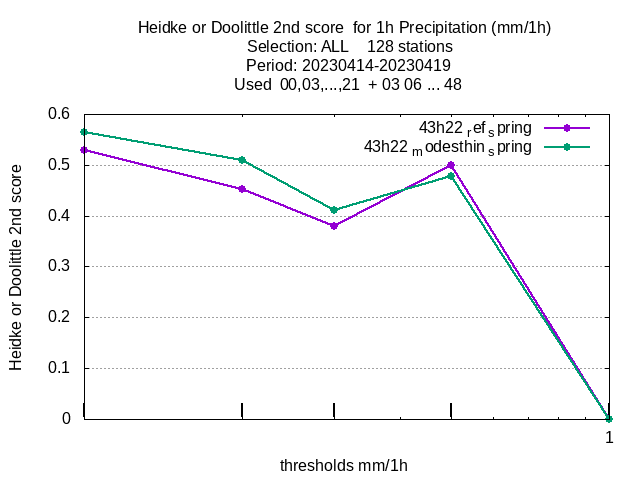 Heidke or Doolittle 2nd score  for 1h Precipitation (mm/1h)
Selection: ALL    128 stations
Period: 20230414-20230419
Used  00,03,...,21  + 03 06 ... 48
0.6
43h22 ref spring
43h22 modesthin spring
0.5
0.4
0.3
0.2
0.1
0
1
Heidke or Doolittle 2nd score
thresholds mm/1h